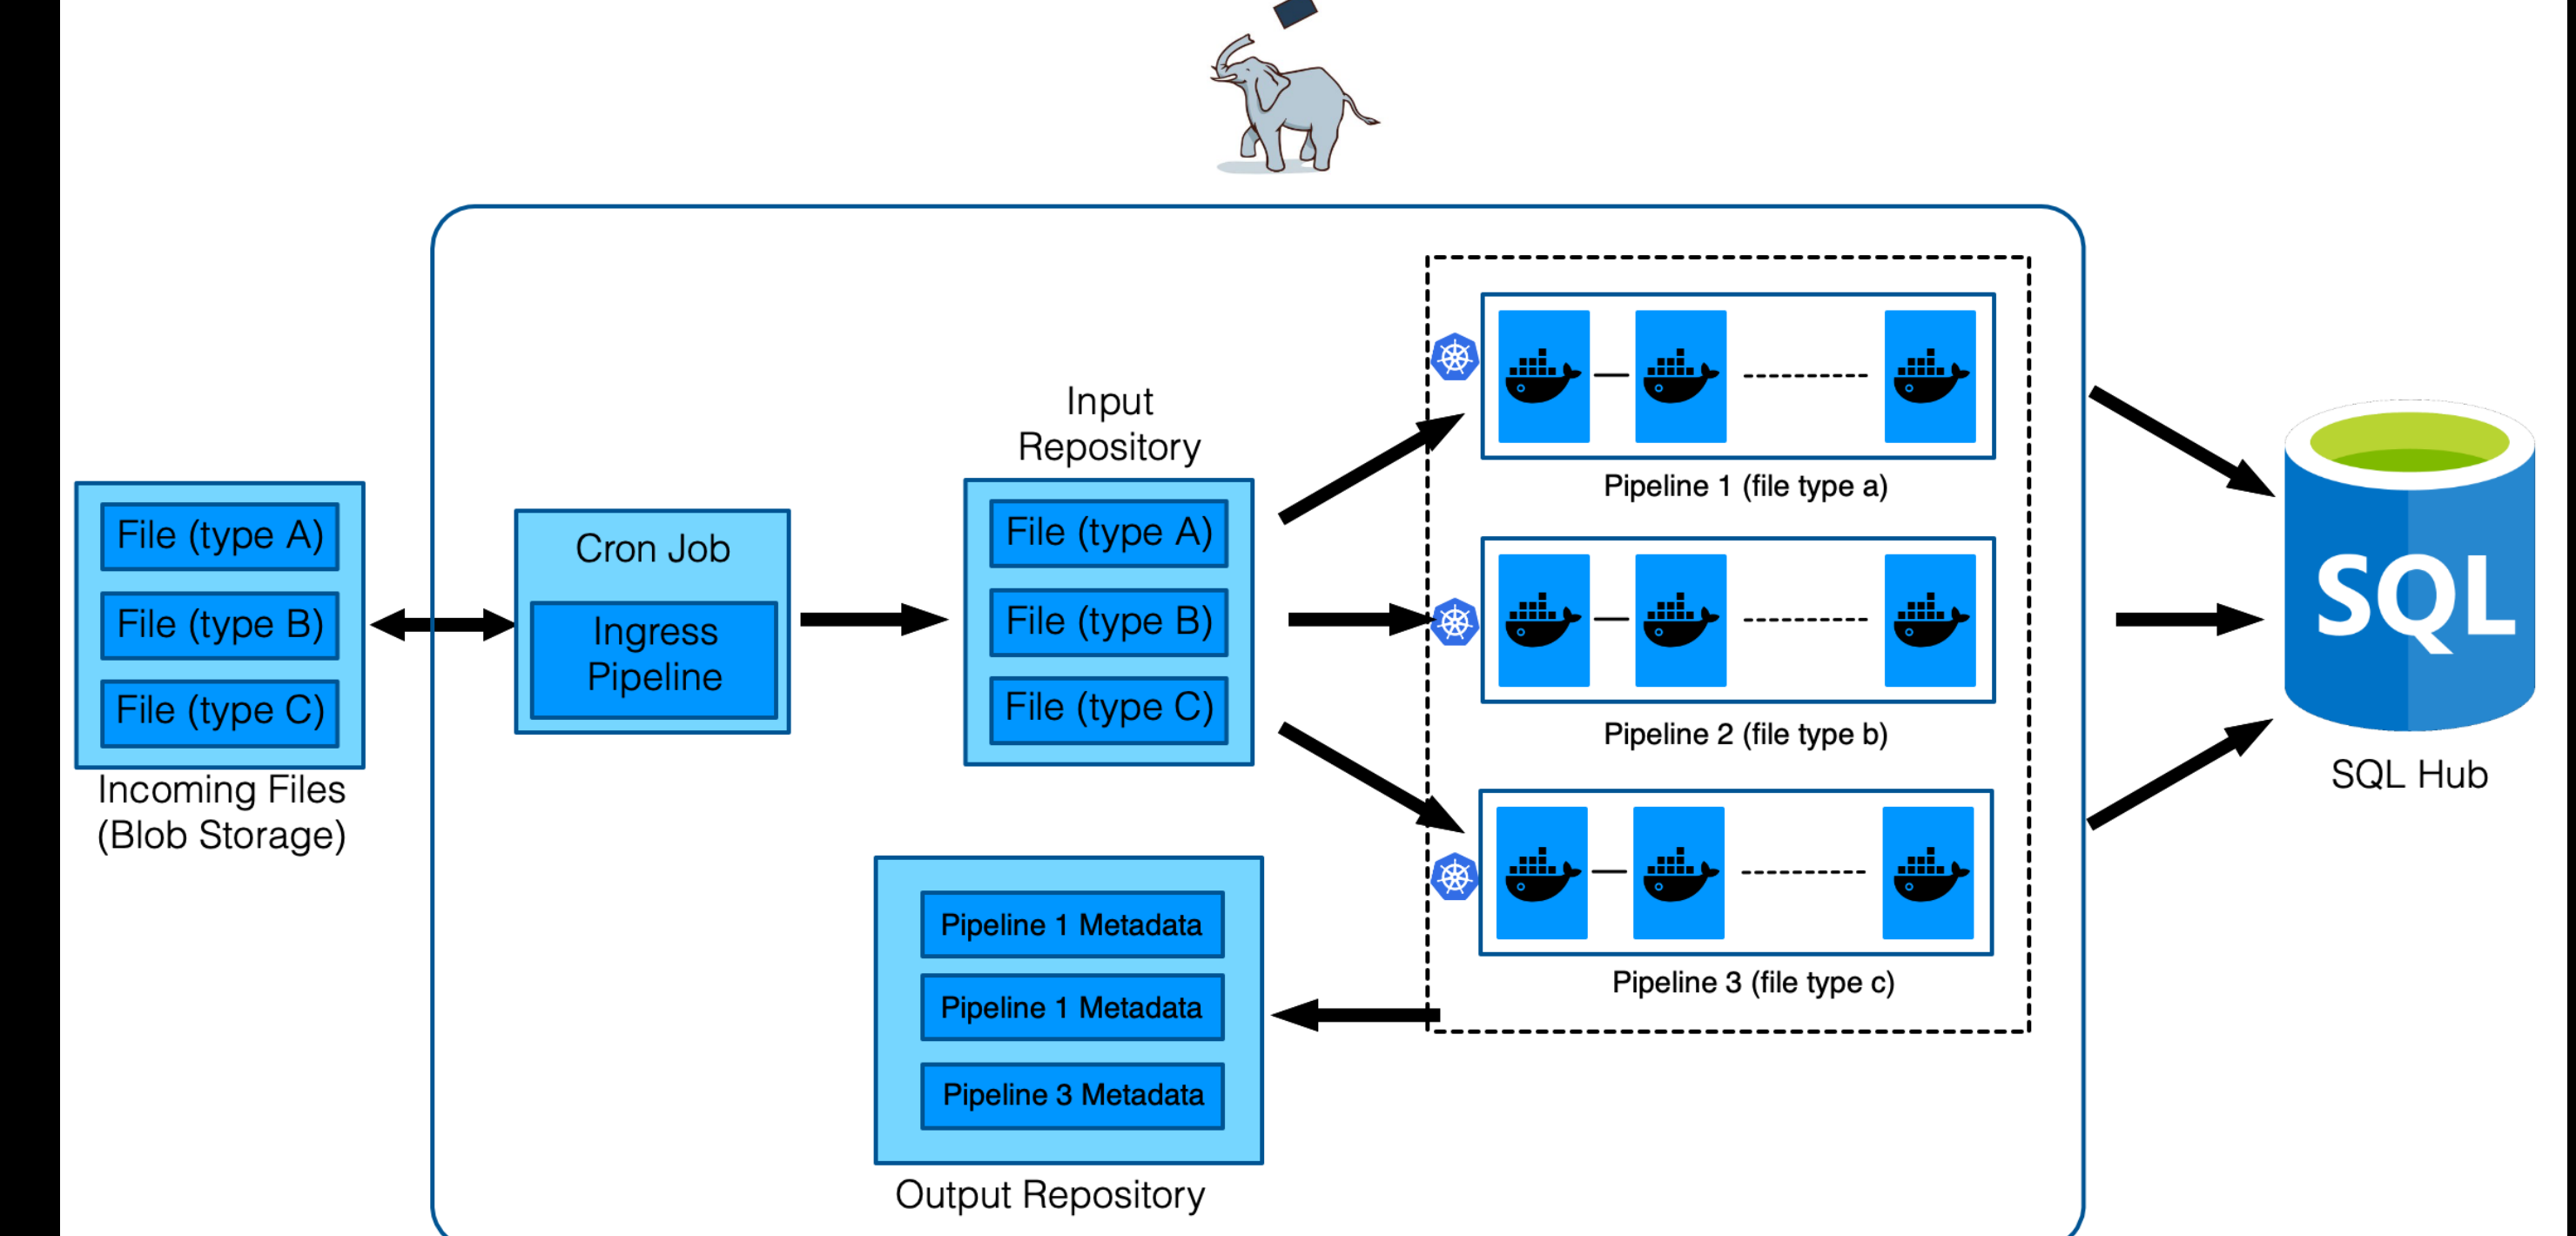 File (type A)
File (type B)
File (type C)
Incoming Files
(Blob Storage)
Cron Job
Ingress
Pipeline
Input
Repository
File (type A)
File (type B)
File (type C)
Pipeline 1 (file type a)
Pipeline 2 (file type b)
Pipeline 3 (file type c)
Pipeline 1 Metadata
Pipeline 1 Metadata
Pipeline 3 Metadata
Output Repository
SQL
SQL Hub